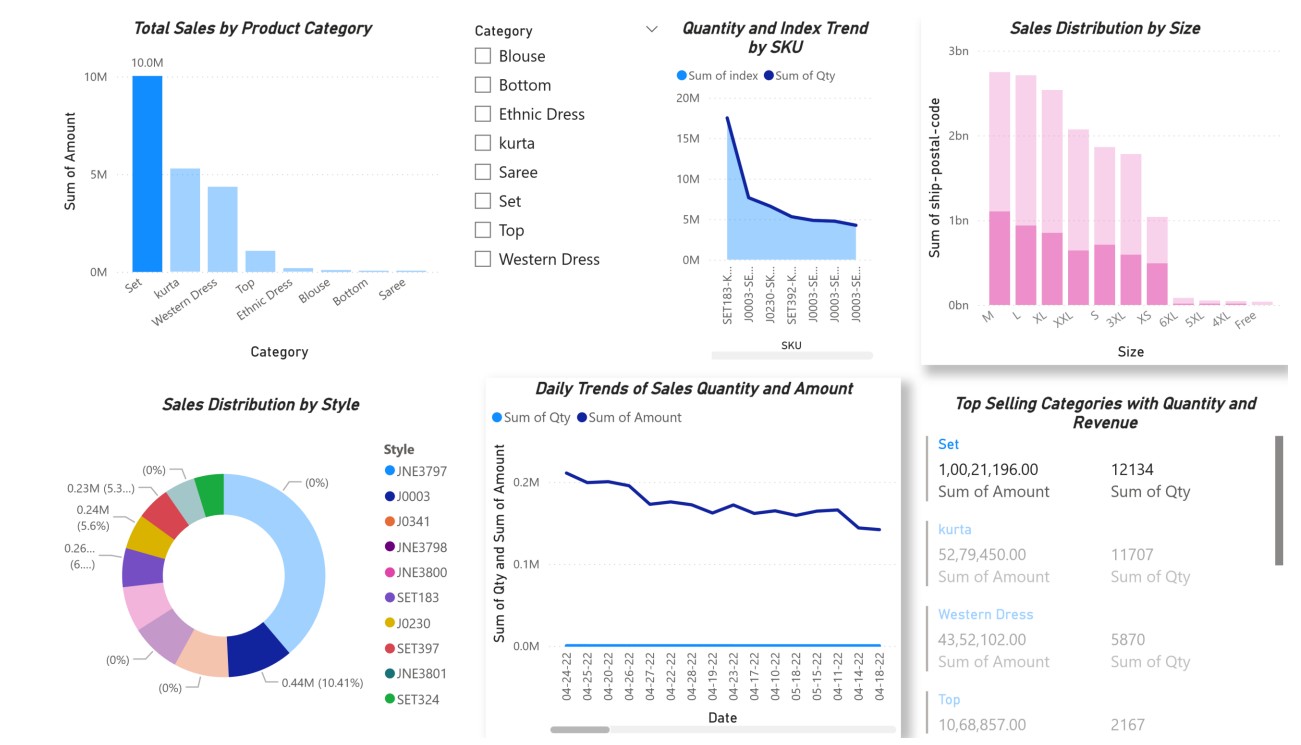 Total Sales by Product Category
10.0M
10M
5M
0M
Sum of Amount
Set
kurta
Western Dress
Top
Ethnic Dress
Blouse
Bottom
Saree
Category
Category
Blouse
Bottom
Ethnic Dress
kurta
Saree
Set
Top
Western Dress
Quantity and Index Trend
by SKU
Sum of index Sum of Qty
20M
15M
10M
5M
0M
SET183-K...
J0003-SE...
J0230-SK...
SET392-K...
J0003-SE...
J0003-SE...
J0003-SE...
SKU
Sales Distribution by Size
3bn
2bn
1bn
0bn
Sum of ship-postal-code
M
L
XL
XXL
S
3XL
XS
6XL
5XL
4XL
Free
Size
Sales Distribution by Style
(0%)
0.23M (5.3...)
0.24M
(5.6%)
0.26...
(6....)
(0%)
(0%)
0.44M (10.41%)
(0%)
Style
JNE3797
J0003
J0341
JNE3798
JNE3800
SET183
J0230
SET397
JNE3801
SET324
Daily Trends of Sales Quantity and Amount
Sum of Qty Sum of Amount
0.2M
0.1M
0.0M
Sum of Qty and Sum of Amount
04-24-22
04-25-22
04-20-22
04-26-22
04-27-22
04-22-22
04-28-22
04-19-22
04-23-22
04-17-22
04-10-22
05-18-22
05-15-22
04-11-22
04-14-22
04-18-22
Date
Top Selling Categories with Quantity and
Revenue
Set
1,00,21,196.00 12134
Sum of Amount Sum of Qty
kurta
52,79,450.00 11707
Sum of Amount Sum of Qty
Western Dress
43,52,102.00 5870
Sum of Amount Sum of Qty
Top
10,68,857.00 2167